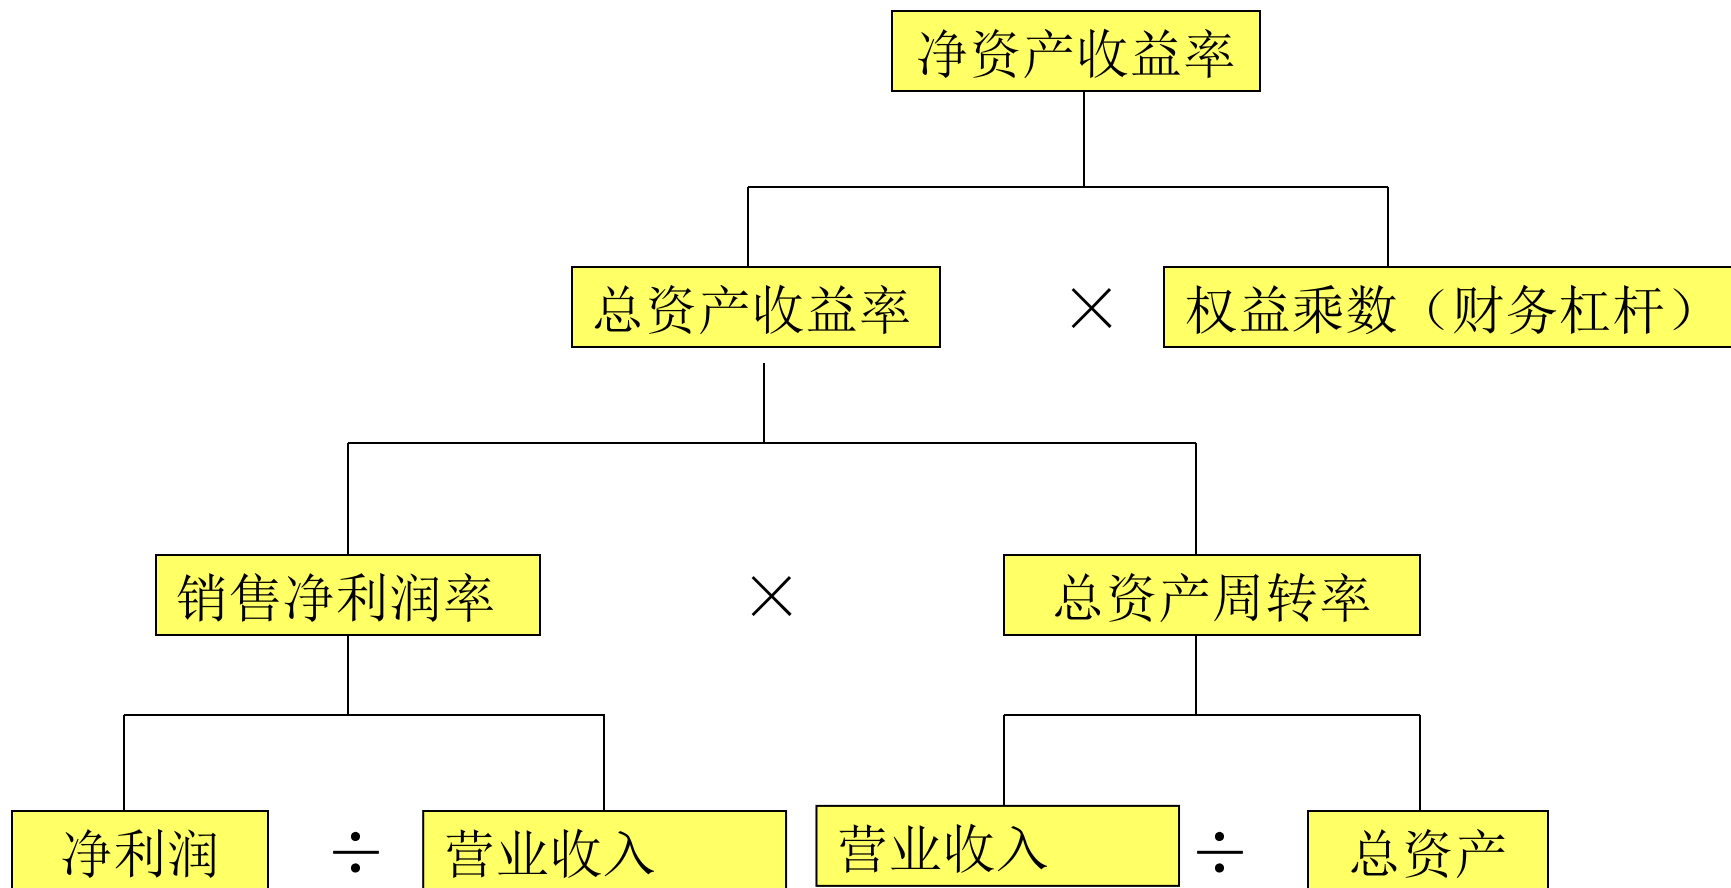 净资产收益率
总资产收益率 × 权益乘数（财务杠杆）
销售净利润率 × 总资产周转率
净利润 ÷ 营业收入 营业收入 ÷ 总资产